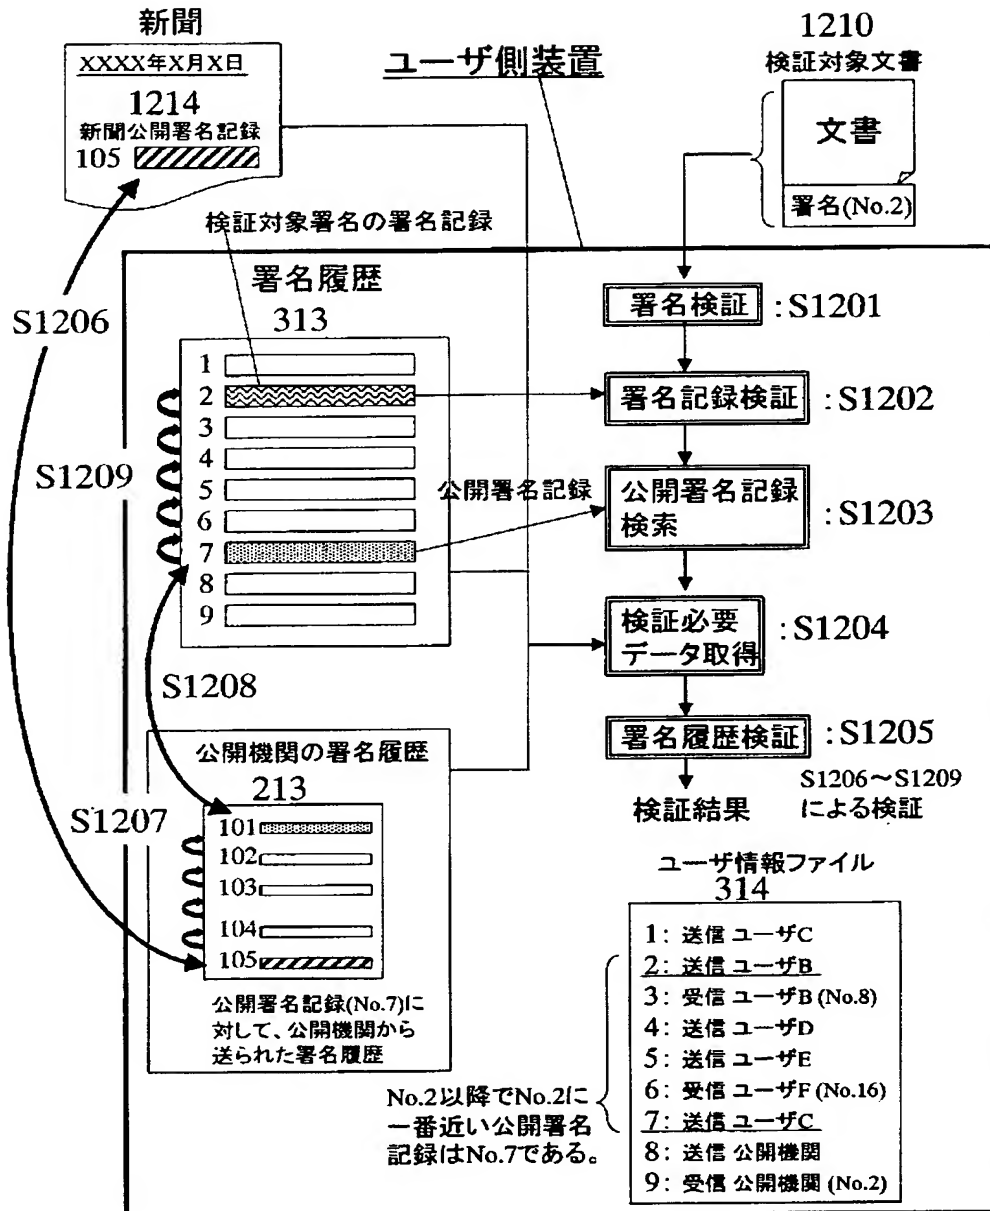 新聞
XXXX年X月X日
1214
新聞公開署名記録
105
ユーザ側装置
1210
検証対象文書
文書
署名(No.2)
検証対象署名の署名記録
S1206
署名履歴
313
1
2
3
4
5
6
7
8
9
S1209
公開署名記録
署名検証
:S1201
署名記録検証
:S1202
公開署名記録
検索
:S1203
検証必要
データ取得
:S1204
署名履歴検証
:S1205
検証結果
S1206～S1209
による検証
S1208
S1207
公開機関の署名履歴
213
101
102
103
104
105
公開署名記録(No.7)に
対して、公開機関から
送られた署名履歴
ユーザ情報ファイル
314
1: 送信 ユーザC
2: 送信 ユーザB
3: 受信 ユーザB (No.8)
4: 送信 ユーザD
5: 送信 ユーザE
6: 受信 ユーザF (No.16)
7: 送信 ユーザC
8: 送信 公開機関
9: 受信 公開機関 (No.2)
No.2以降でNo.2に
一番近い公開署名
記録はNo.7である。